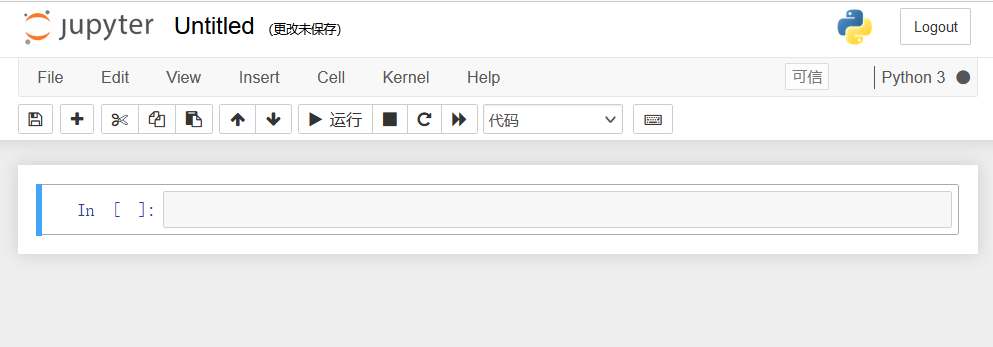 jupyter Untitled (更改未保存) Logout
File Edit View Insert Cell Kernel Help 可信 Python 3
运行 代码
In [ ]: